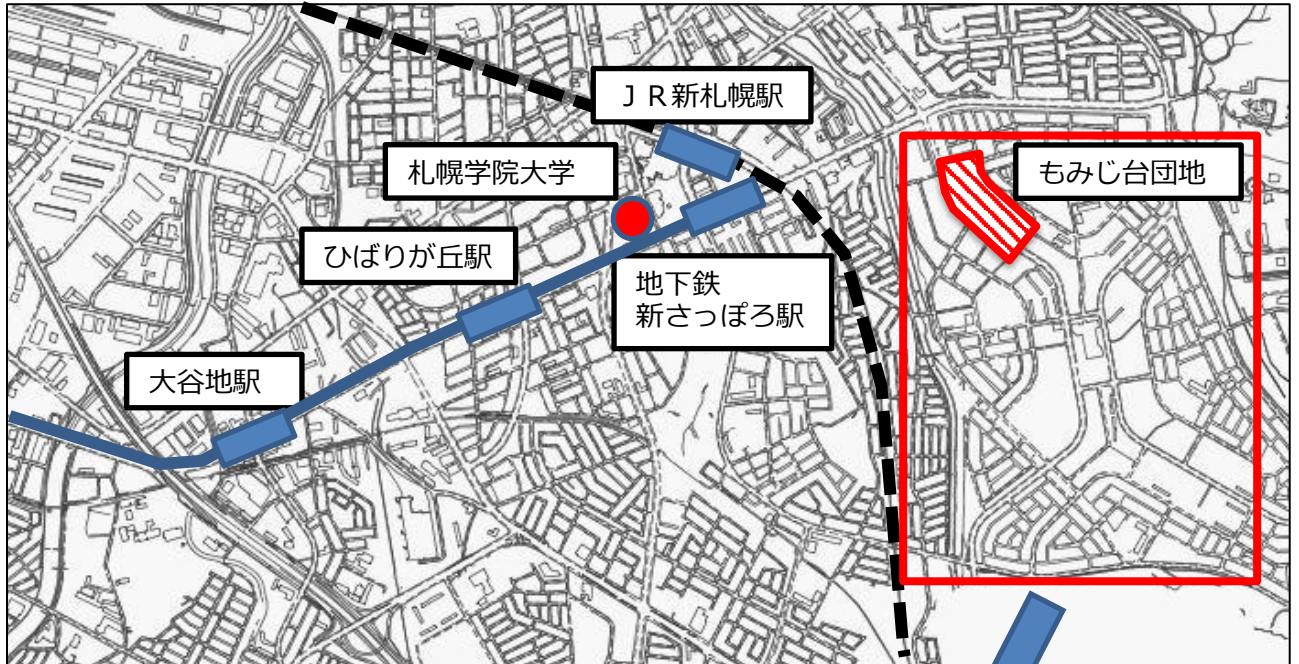 ＪＲ新札幌駅
札幌学院大学
もみじ台団地
ひばりが丘駅
地下鉄
新さっぽろ駅
大谷地駅